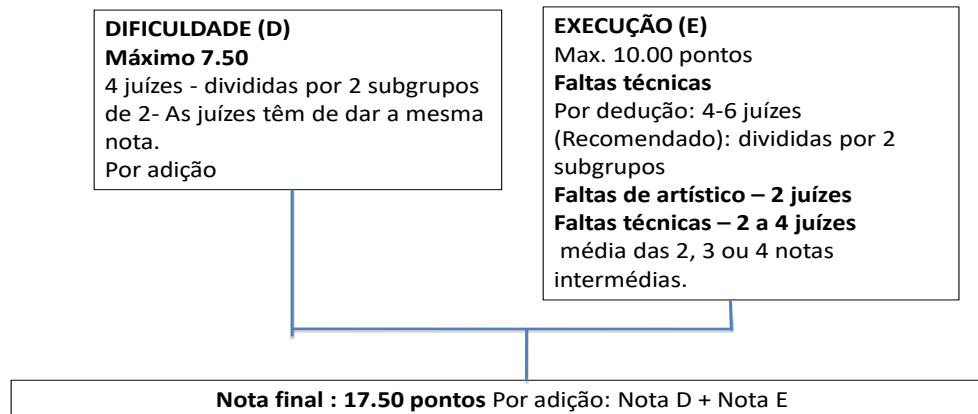 DIFICULDADE (D)
Máximo 7.50
4 juízes - divididas por 2 subgrupos
de 2- As juízes têm de dar a mesma
nota.
Por adição
EXECUÇÃO (E)
Max. 10.00 pontos
Faltas técnicas
Por dedução: 4-6 juízes
(Recomendado): divididas por 2
subgrupos
Faltas de artístico – 2 juízes
Faltas técnicas – 2 a 4 juízes
média das 2, 3 ou 4 notas
intermédias.
Nota final : 17.50 pontos Por adição: Nota D + Nota E